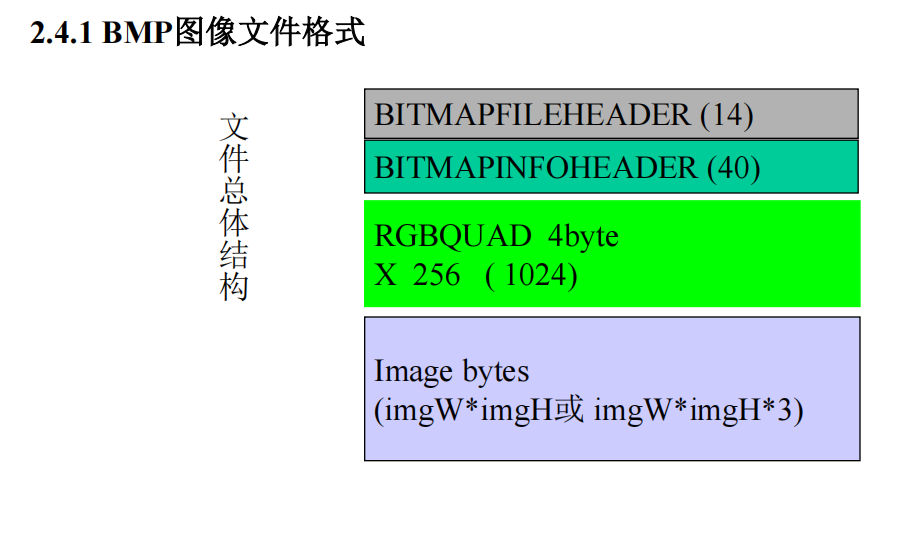 2.4.1 BMP图像文件格式
文件总体结构
BITMAPFILEHEADER (14)
BITMAPINFOHEADER (40)
RGBQUAD 4byte
X 256 ( 1024)
Image bytes
(imgW*imgH或 imgW*imgH*3)